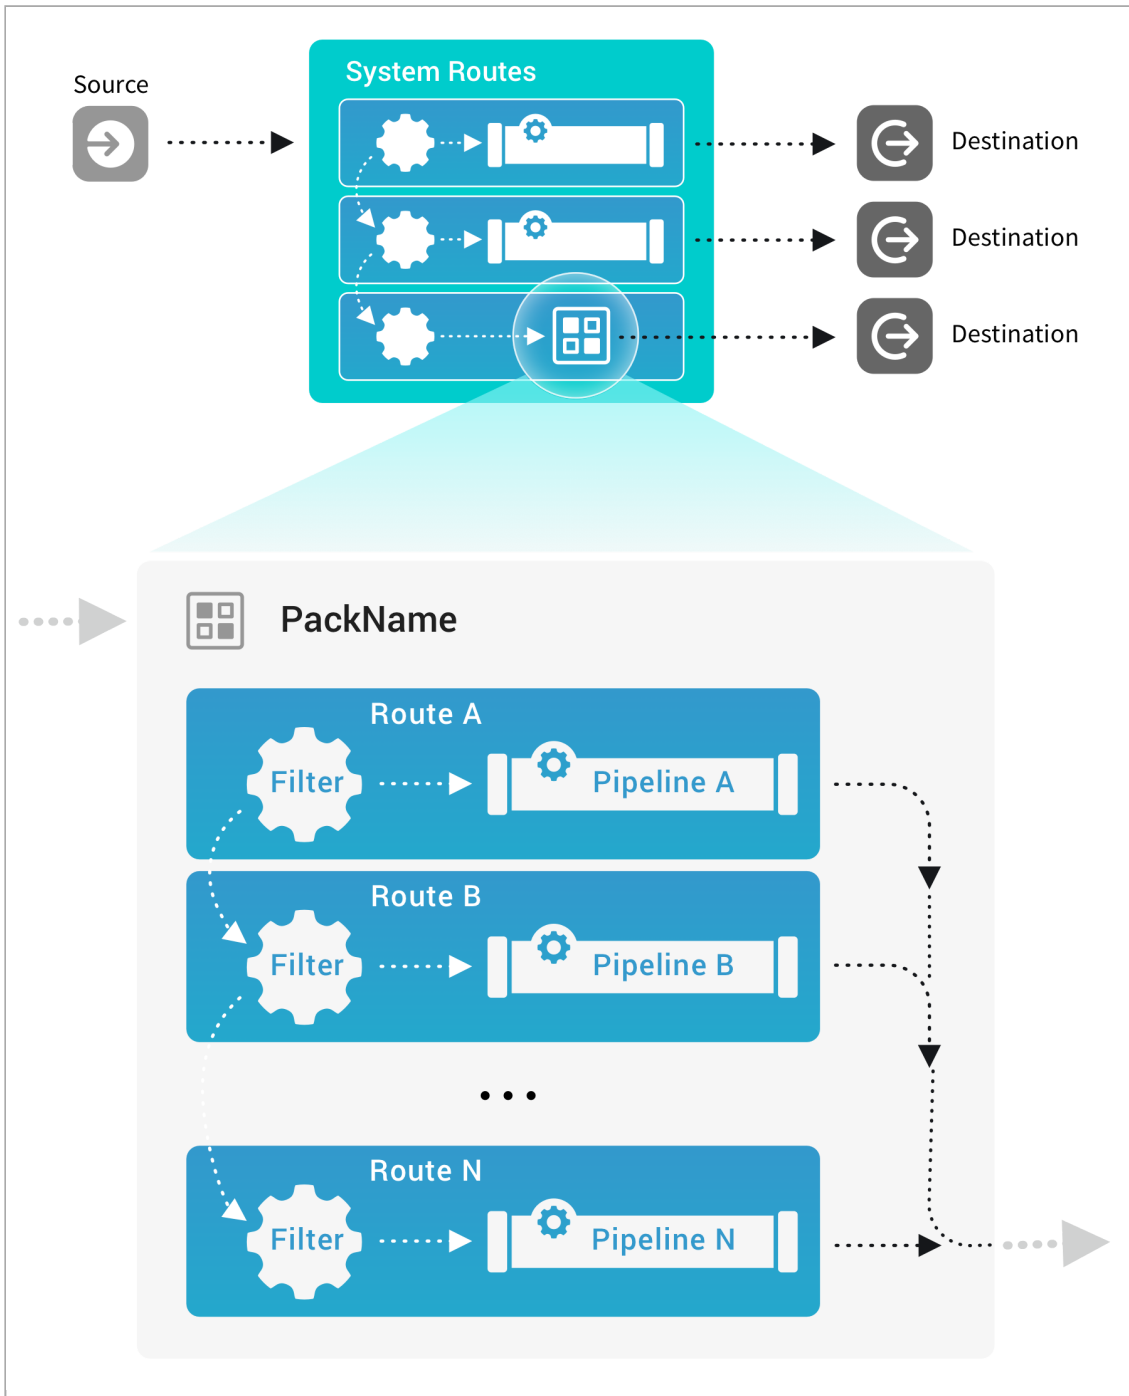 Source
System Routes
Destination
Destination
Destination
PackName
Route A
Filter
Pipeline A
Route B
Filter
Pipeline B
...
Route N
Filter
Pipeline N